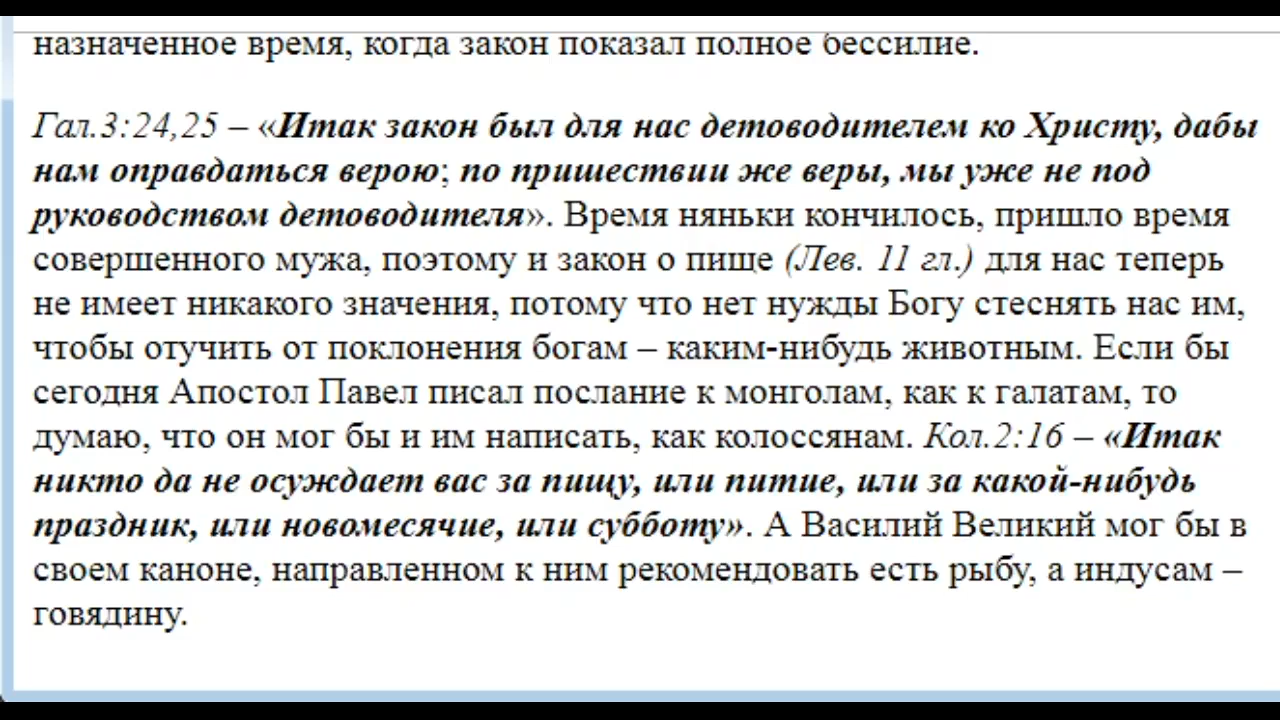 назначенное время, когда закон показал полное бессилие.
Гал.3:24,25 – «Итак закон был для нас детоводителем ко Христу, дабы
нам оправдаться верою; по пришествии же веры, мы уже не под
руководством детоводителя». Время няньки кончилось, пришло время
совершенного мужа, поэтому и закон о пище (Лев. 11 гл.) для нас теперь
не имеет никакого значения, потому что нет нужды Богу стеснять нас им,
чтобы отучить от поклонения богам – каким-нибудь животным. Если бы
сегодня Апостол Павел писал послание к монголам, как к галатам, то
думаю, что он мог бы и им написать, как колоссянам. Кол.2:16 – «Итак
никто да не осуждает вас за пищу, или питие, или за какой-нибудь
праздник, или новомесячие, или субботу». А Василий Великий мог бы в
своем каноне, направленном к ним рекомендовать есть рыбу, а индусам –
говядину.